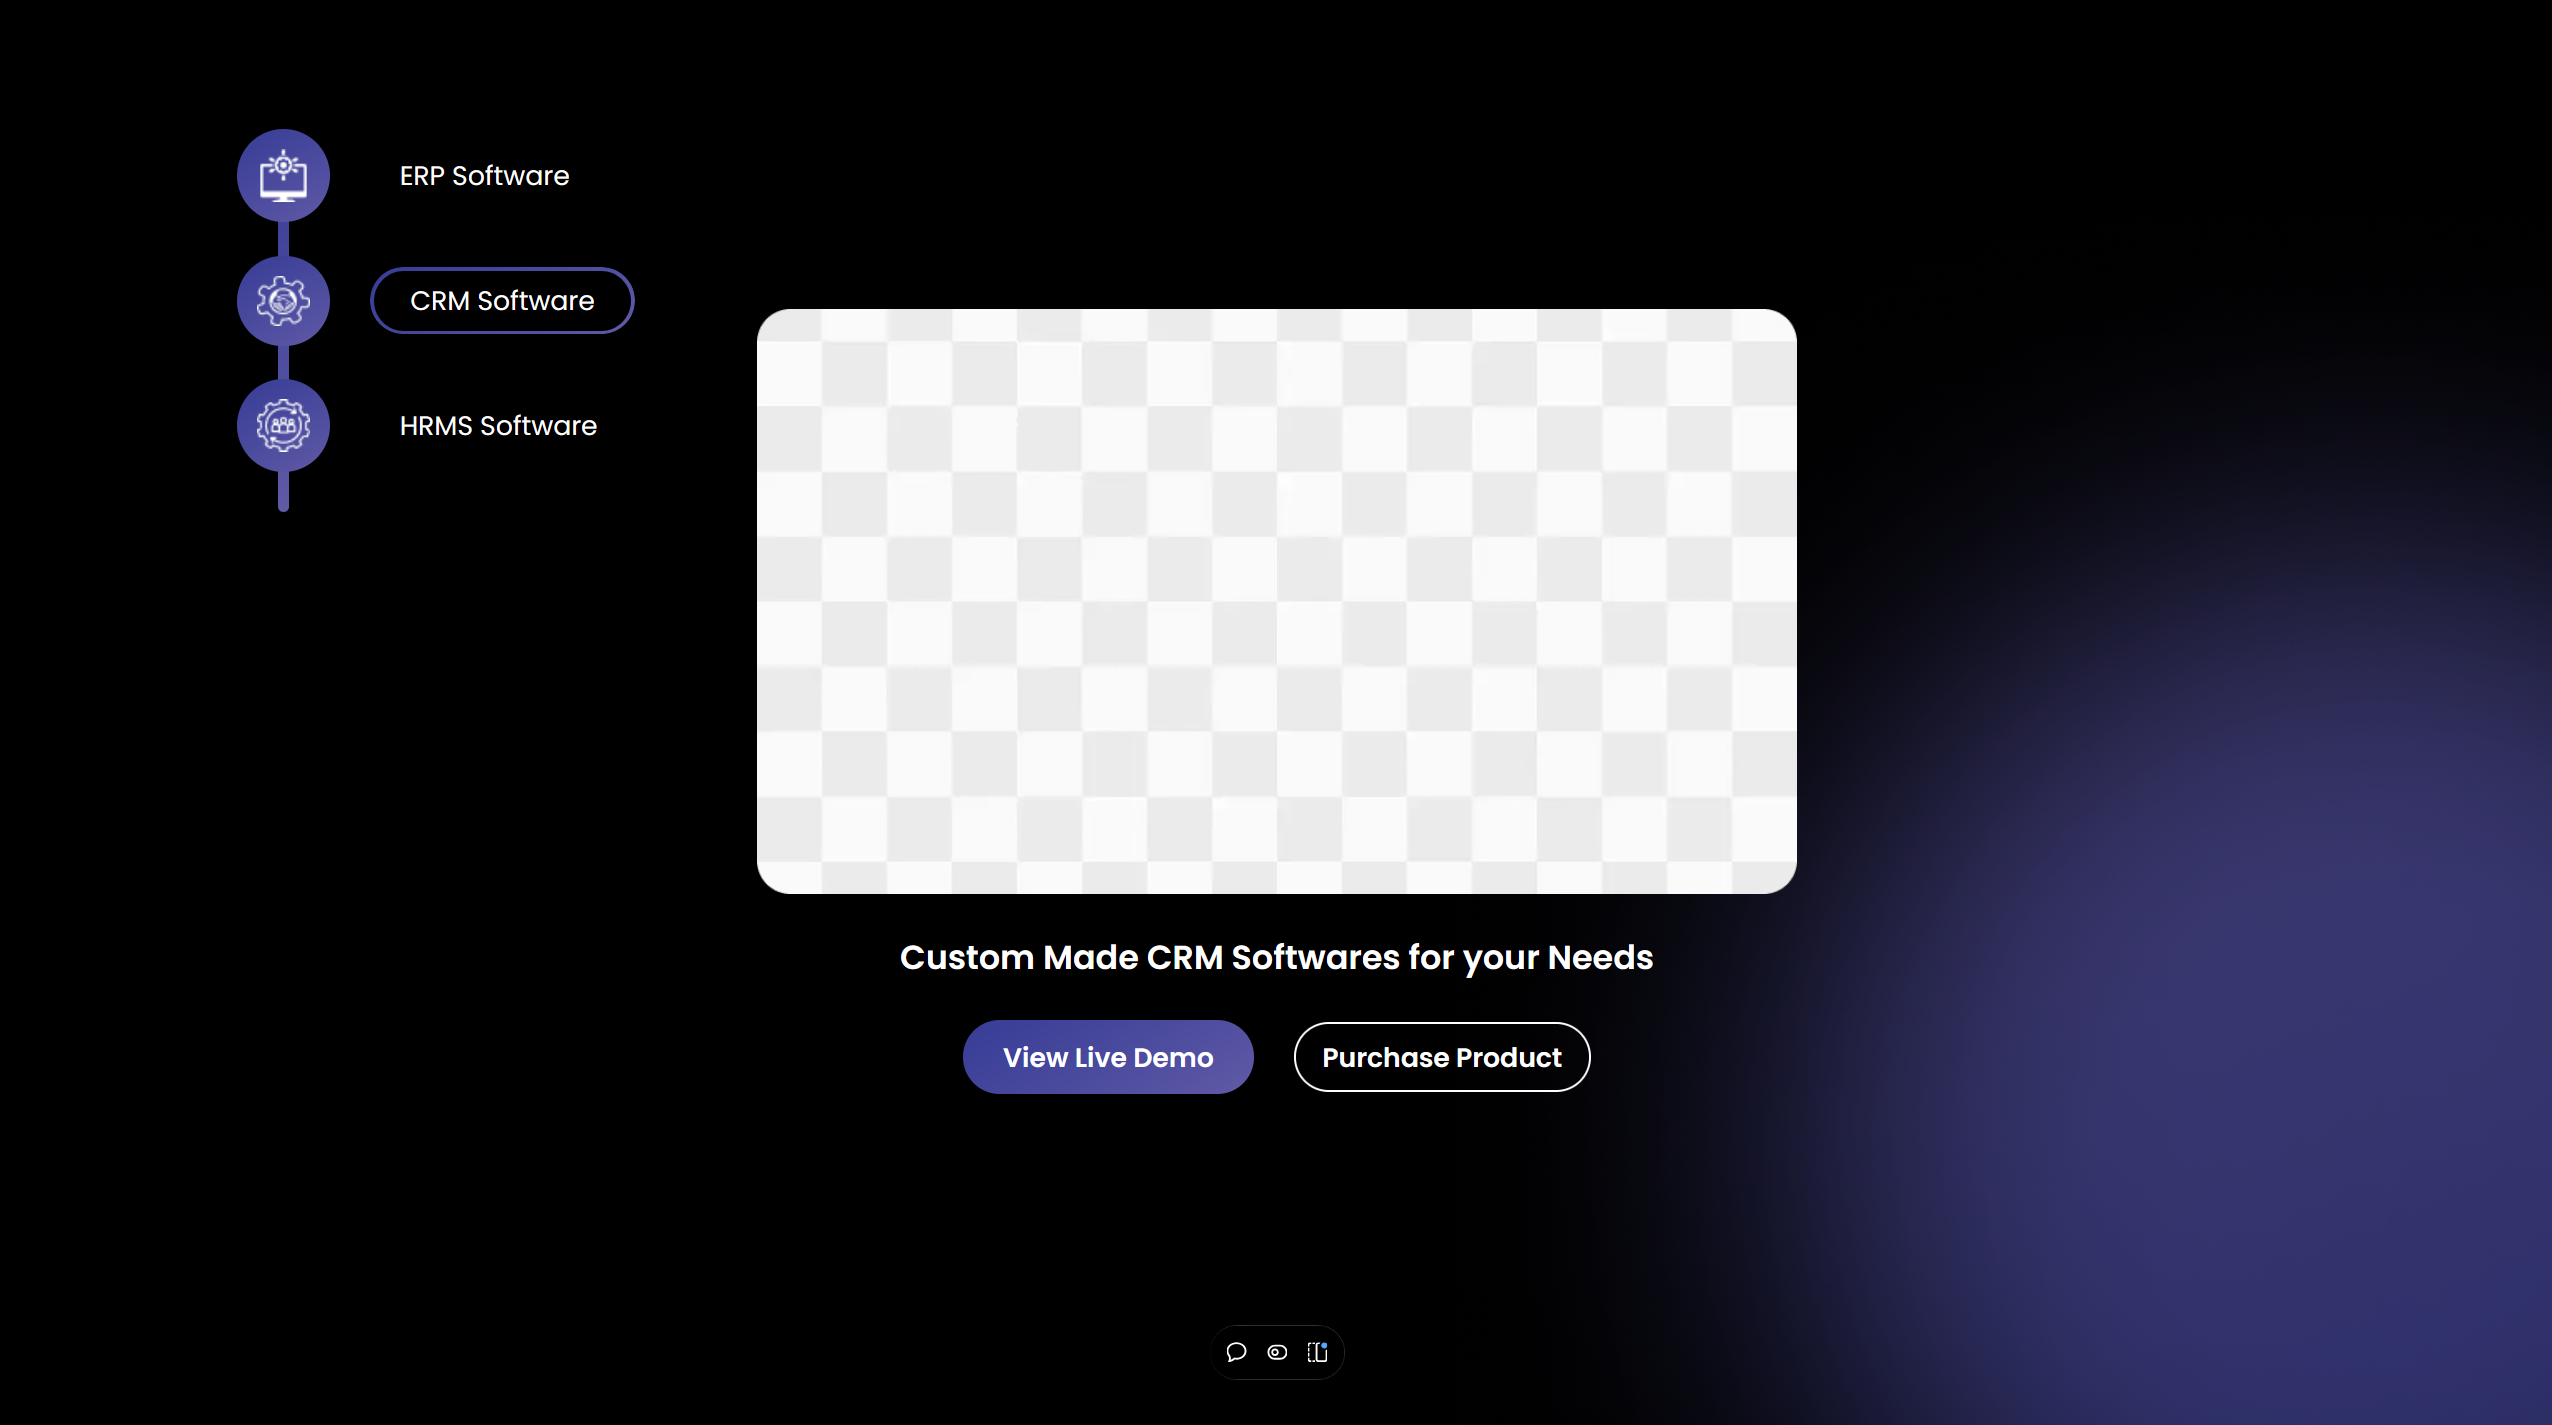 ERP Software
CRM Software
HRMS Software
Custom Made CRM Softwares for your Needs
View Live Demo
Purchase Product